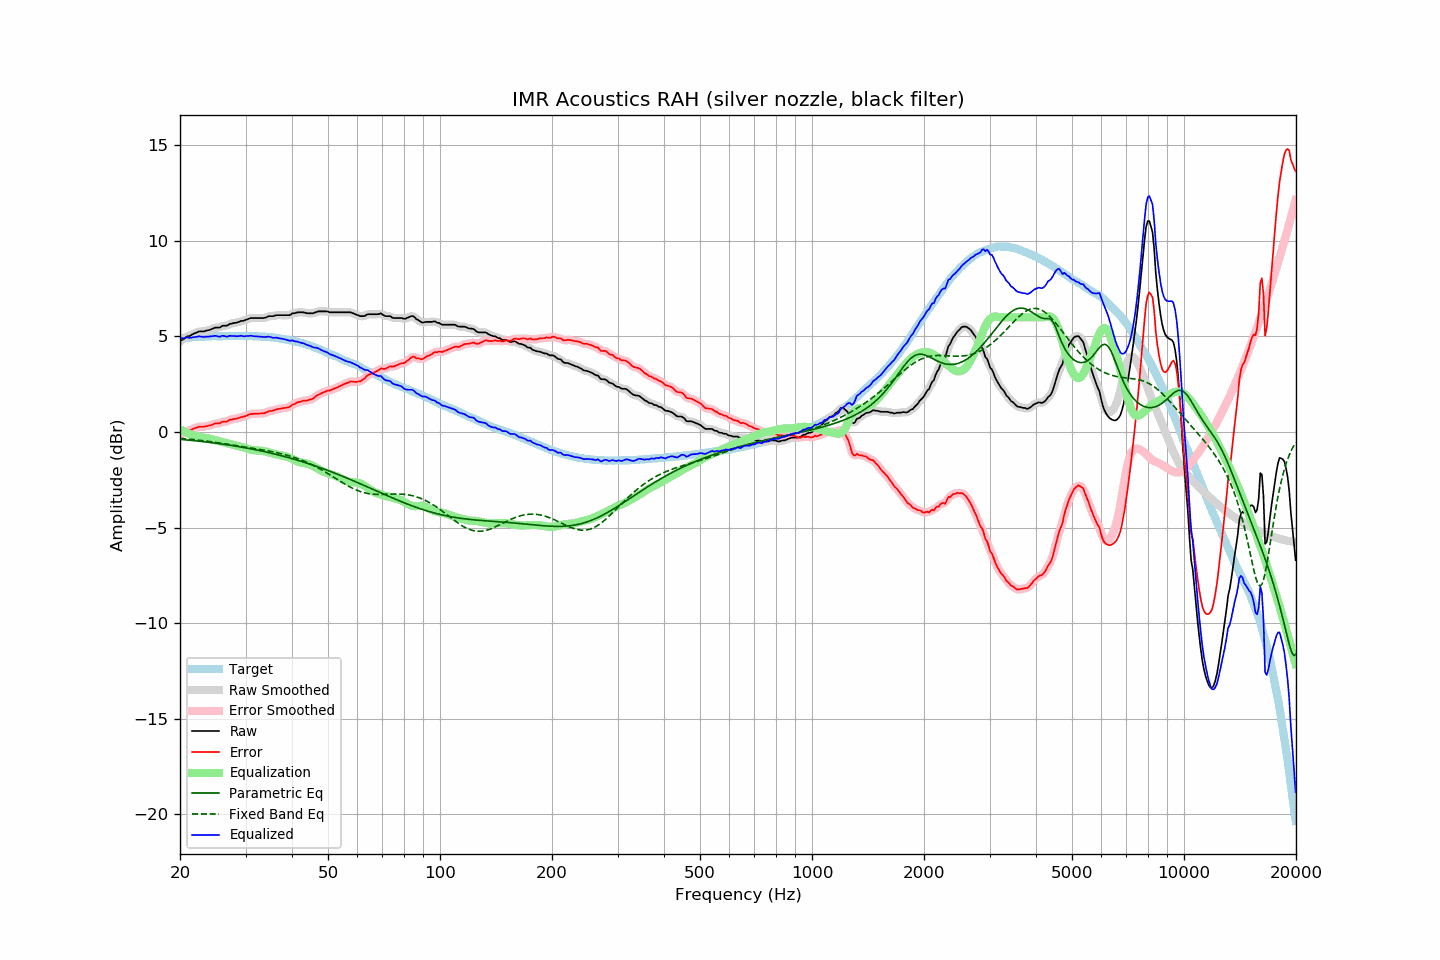 IMR Acoustics RAH (silver nozzle, black filter)
15
10
5
0
−5
−10
−15
−20
Amplitude (dBr)
Target
Raw Smoothed
Error Smoothed
Raw
Error
Equalization
Parametric Eq
Fixed Band Eq
Equalized
20 50 100 200 500 1000 2000 5000 10000 20000
Frequency (Hz)